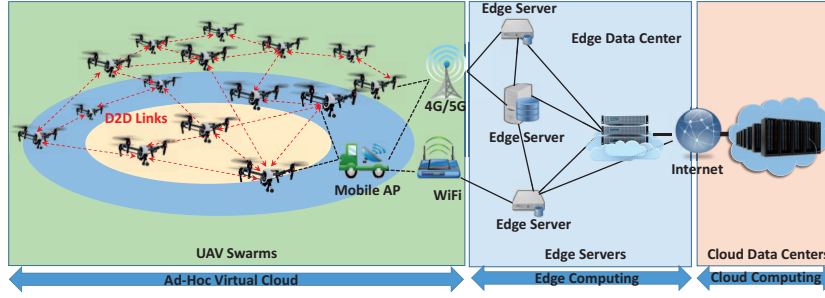 Edge Server
Edge Data Center
4G/5G
D2D Links
Edge Server
Mobile AP
WiFi
Internet
Edge Server
UAV Swarms
Edge Servers
Cloud Data Centers
Ad-Hoc Virtual Cloud
Edge Computing
Cloud Computing